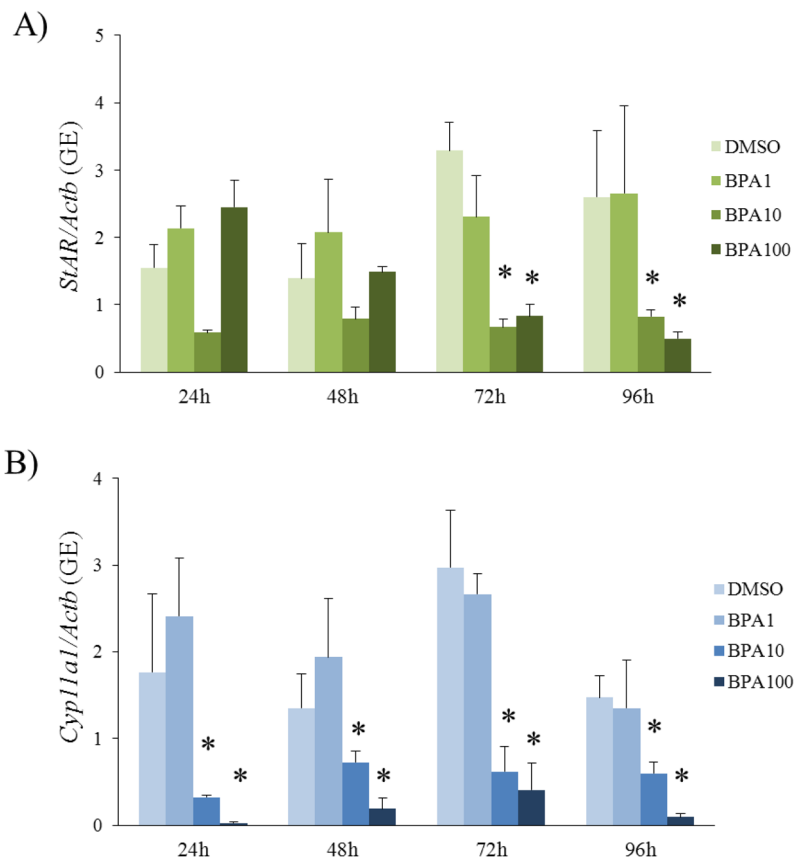 A)
StAR/Actb (GE)
5
4
3
2
1
0
* *
* *
24h 48h 72h 96h
DMSO
BPA1
BPA10
BPA100
B)
Cyp11a1/Actb (GE)
4
3
2
1
0
* *
* *
* *
* *
24h 48h 72h 96h
DMSO
BPA1
BPA10
BPA100